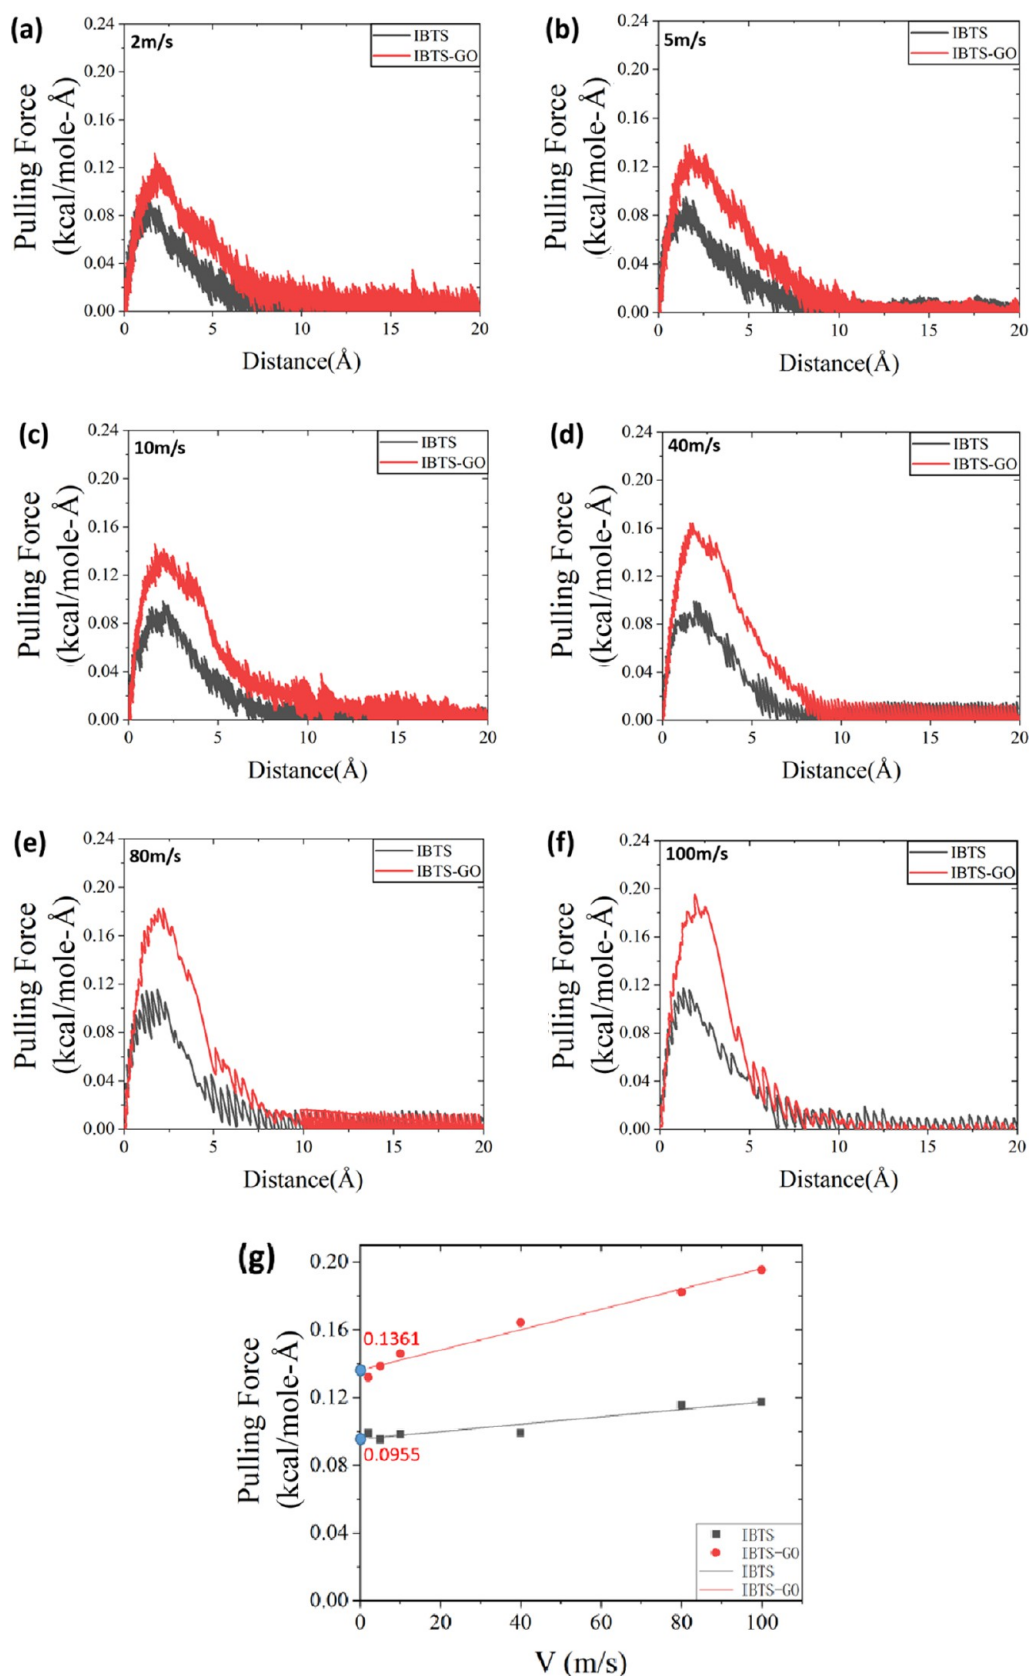 (a)
2m/s
IBTS
IBTS-GO
Pulling Force
(kcal/mole-Å)
0.24
0.20
0.16
0.12
0.08
0.04
0.00
0 5 10 15 20
Distance(Å)
(b)
5m/s
IBTS
IBTS-GO
Pulling Force
(kcal/mole-Å)
0.24
0.20
0.16
0.12
0.08
0.04
0.00
0 5 10 15 20
Distance(Å)
(c)
10m/s
IBTS
IBTS-GO
Pulling Force
(kcal/mole-Å)
0.24
0.20
0.16
0.12
0.08
0.04
0.00
0 5 10 15 20
Distance(Å)
(d)
40m/s
IBTS
IBTS-GO
Pulling Force
(kcal/mole-Å)
0.24
0.20
0.16
0.12
0.08
0.04
0.00
0 5 10 15 20
Distance(Å)
(e)
80m/s
IBTS
IBTS-GO
Pulling Force
(kcal/mole-Å)
0.24
0.20
0.16
0.12
0.08
0.04
0.00
0 5 10 15 20
Distance(Å)
(f)
100m/s
IBTS
IBTS-GO
Pulling Force
(kcal/mole-Å)
0.24
0.20
0.16
0.12
0.08
0.04
0.00
0 5 10 15 20
Distance(Å)
(g)
Pulling Force
(kcal/mole-Å)
0.20
0.16
0.12
0.08
0.04
0.00
0.1361
0.0955
IBTS
IBTS-GO
IBTS
IBTS-GO
0 20 40 60 80 100
V (m/s)